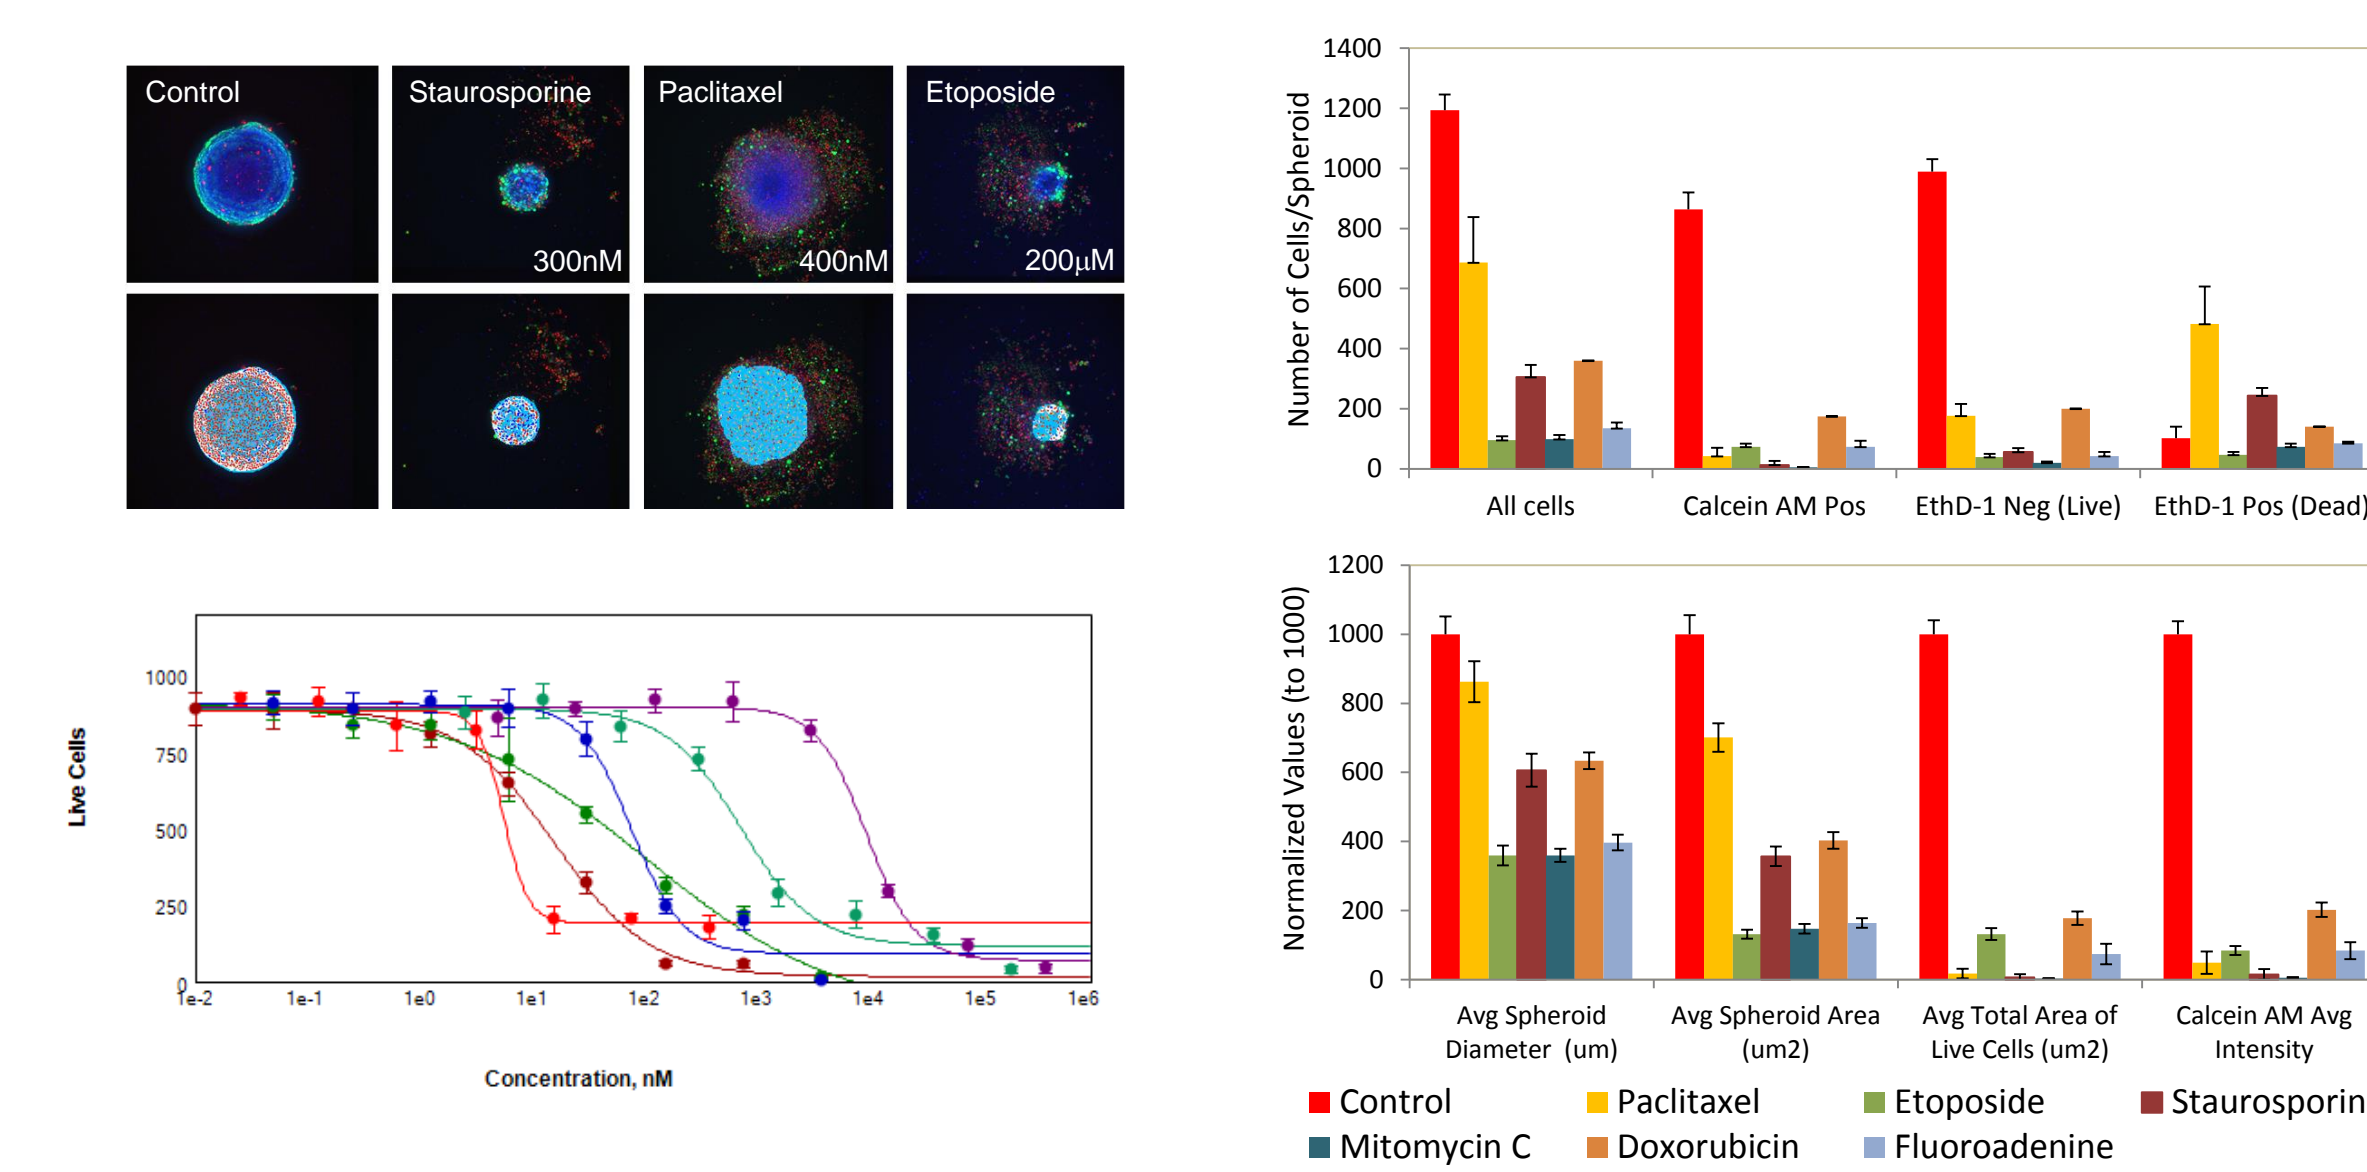 Control
Staurosporine
Paclitaxel
Etoposide
300nM
400nM
200µM
1000
750
500
250
0
Live Cells
1e-2 1e-1 1e0 1e1 1e2 1e3 1e4 1e5 1e6
Concentration, nM
1400
1200
1000
800
600
400
200
0
Number of Cells/Spheroid
All cells
Calcein AM Pos
EthD-1 Neg (Live)
EthD-1 Pos (Dead)
1200
1000
800
600
400
200
0
Normalized Values (to 1000)
Avg Spheroid
Diameter (um)
Avg Spheroid Area
(um2)
Avg Total Area of
Live Cells (um2)
Calcein AM Avg
Intensity
Control
Paclitaxel
Etoposide
Staurosporin
Mitomycin C
Doxorubicin
Fluoroadenine